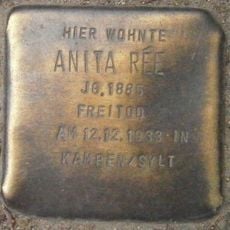 HIER WOHNTE
ANITA RÉE
JG. 1885
FREITOD
AM 12.12.1933 IN
KAMPEN/SYLT